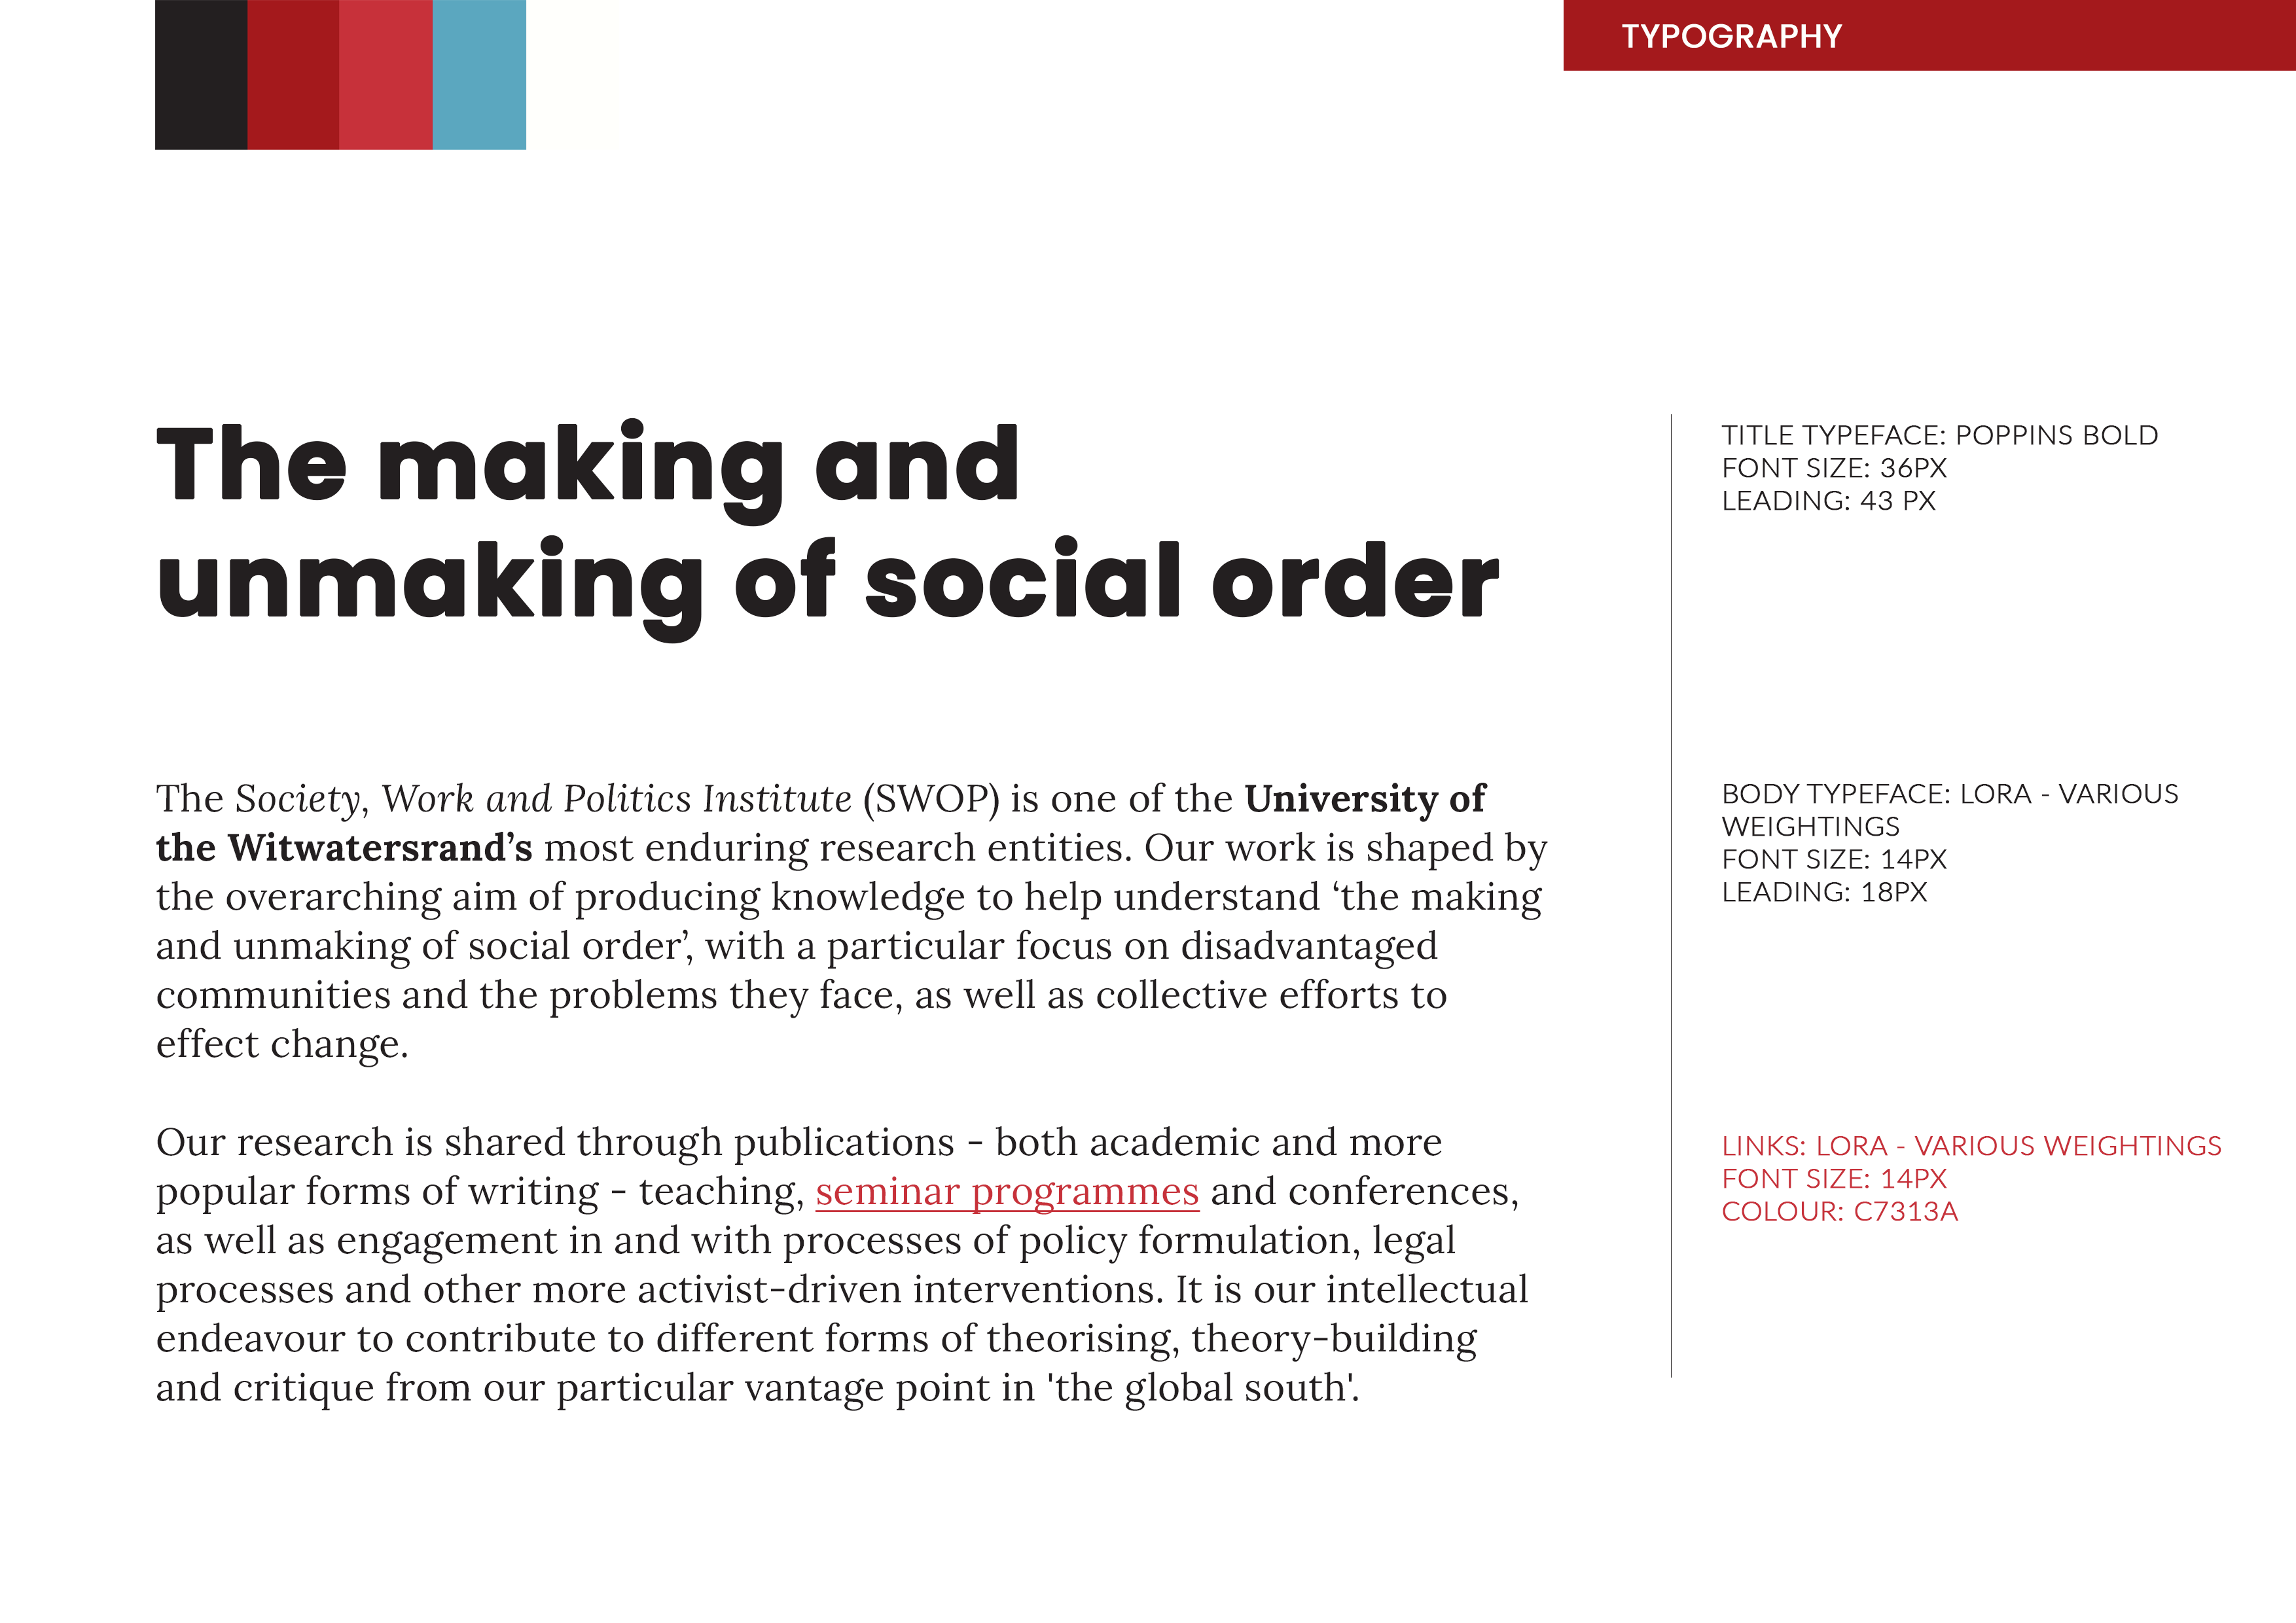 TYPOGRAPHY
The making and
unmaking of social order
The Society, Work and Politics Institute (SWOP) is one of the University of
the Witwatersrand’s most enduring research entities. Our work is shaped by
the overarching aim of producing knowledge to help understand ‘the making
and unmaking of social order’, with a particular focus on disadvantaged
communities and the problems they face, as well as collective efforts to
effect change.
Our research is shared through publications - both academic and more
popular forms of writing - teaching, seminar programmes and conferences,
as well as engagement in and with processes of policy formulation, legal
processes and other more activist-driven interventions. It is our intellectual
endeavour to contribute to different forms of theorising, theory-building
and critique from our particular vantage point in 'the global south'.
TITLE TYPEFACE: POPPINS BOLD
FONT SIZE: 36PX
LEADING: 43 PX
BODY TYPEFACE: LORA - VARIOUS
WEIGHTINGS
FONT SIZE: 14PX
LEADING: 18PX
LINKS: LORA - VARIOUS WEIGHTINGS
FONT SIZE: 14PX
COLOUR: C7313A